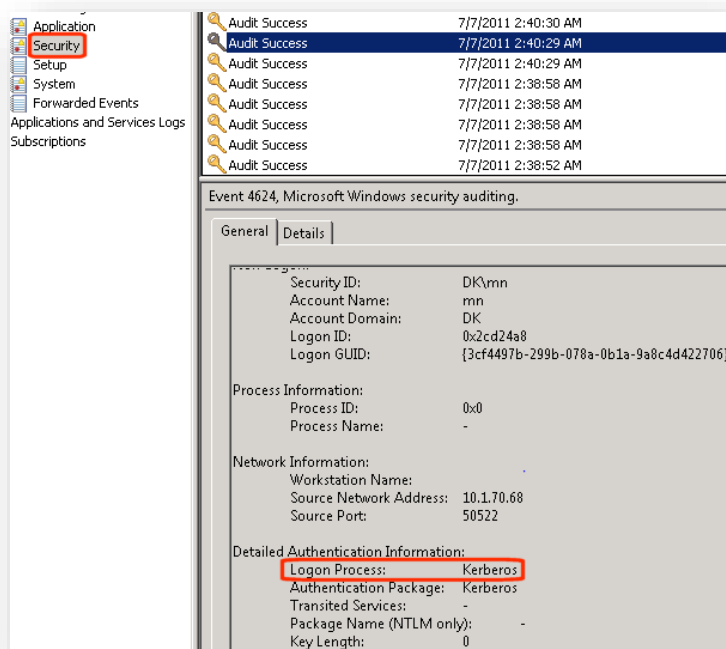 Application
Security
Setup
System
Forwarded Events
Applications and Services Logs
Subscriptions
Audit Success 7/7/2011 2:40:30 AM
Audit Success 7/7/2011 2:40:29 AM
Audit Success 7/7/2011 2:40:29 AM
Audit Success 7/7/2011 2:38:58 AM
Audit Success 7/7/2011 2:38:58 AM
Audit Success 7/7/2011 2:38:58 AM
Audit Success 7/7/2011 2:38:58 AM
Audit Success 7/7/2011 2:38:52 AM
Event 4624, Microsoft Windows security auditing.
General Details
Security ID: DK\mn
Account Name: mn
Account Domain: DK
Logon ID: 0x2cd24a8
Logon GUID: {3cf4497b-299b-078a-0b1a-9a8c4d422706}
Process Information:
Process ID: 0x0
Process Name: -
Network Information:
Workstation Name:
Source Network Address: 10.1.70.68
Source Port: 50522
Detailed Authentication Information:
Logon Process: Kerberos
Authentication Package: Kerberos
Transited Services: -
Package Name (NTLM only): -
Key Length: 0